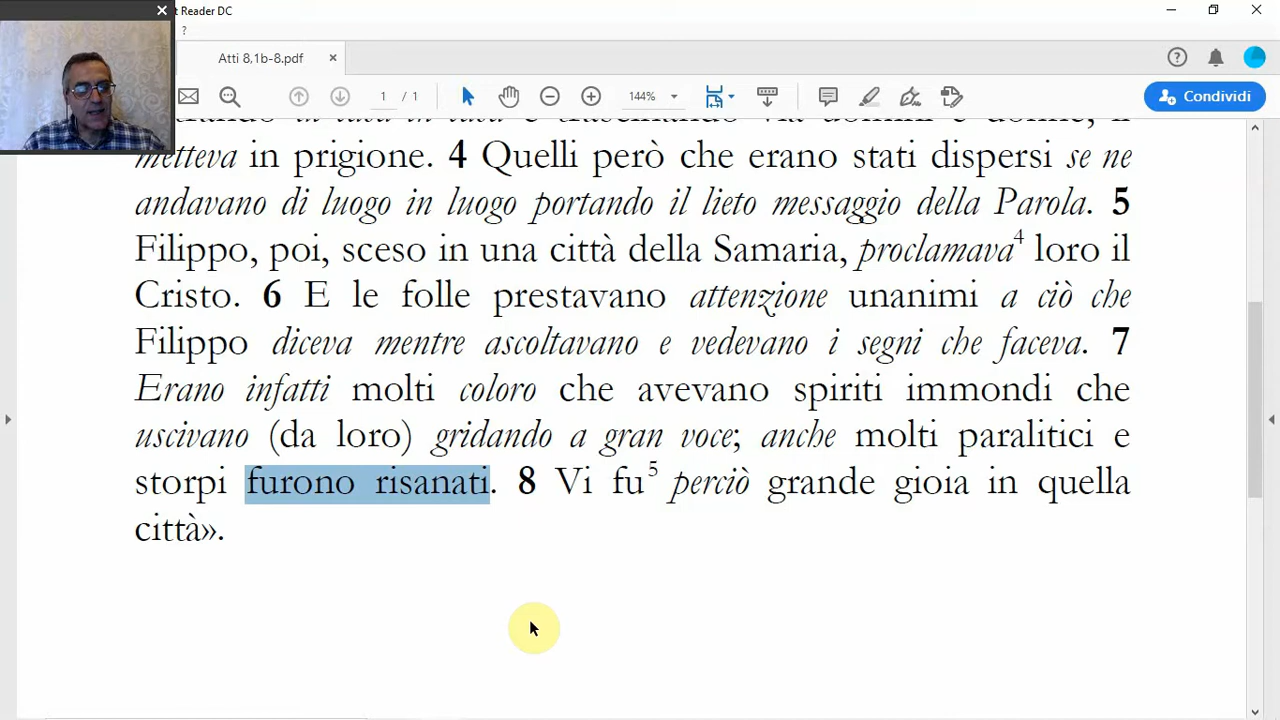 t Reader DC
?
Atti 8,1b-8.pdf
1 / 1
144%
Condividi
metteva in prigione. 4 Quelli però che erano stati dispersi se ne
andavano di luogo in luogo portando il lieto messaggio della Parola. 5
Filippo, poi, sceso in una città della Samaria, proclamava4 loro il
Cristo. 6 E le folle prestavano attenzione unanimi a ciò che
Filippo diceva mentre ascoltavano e vedevano i segni che faceva. 7
Erano infatti molti coloro che avevano spiriti immondi che
uscivano (da loro) gridando a gran voce; anche molti paralitici e
storpi furono risanati. 8 Vi fu5 perciò grande gioia in quella
città».